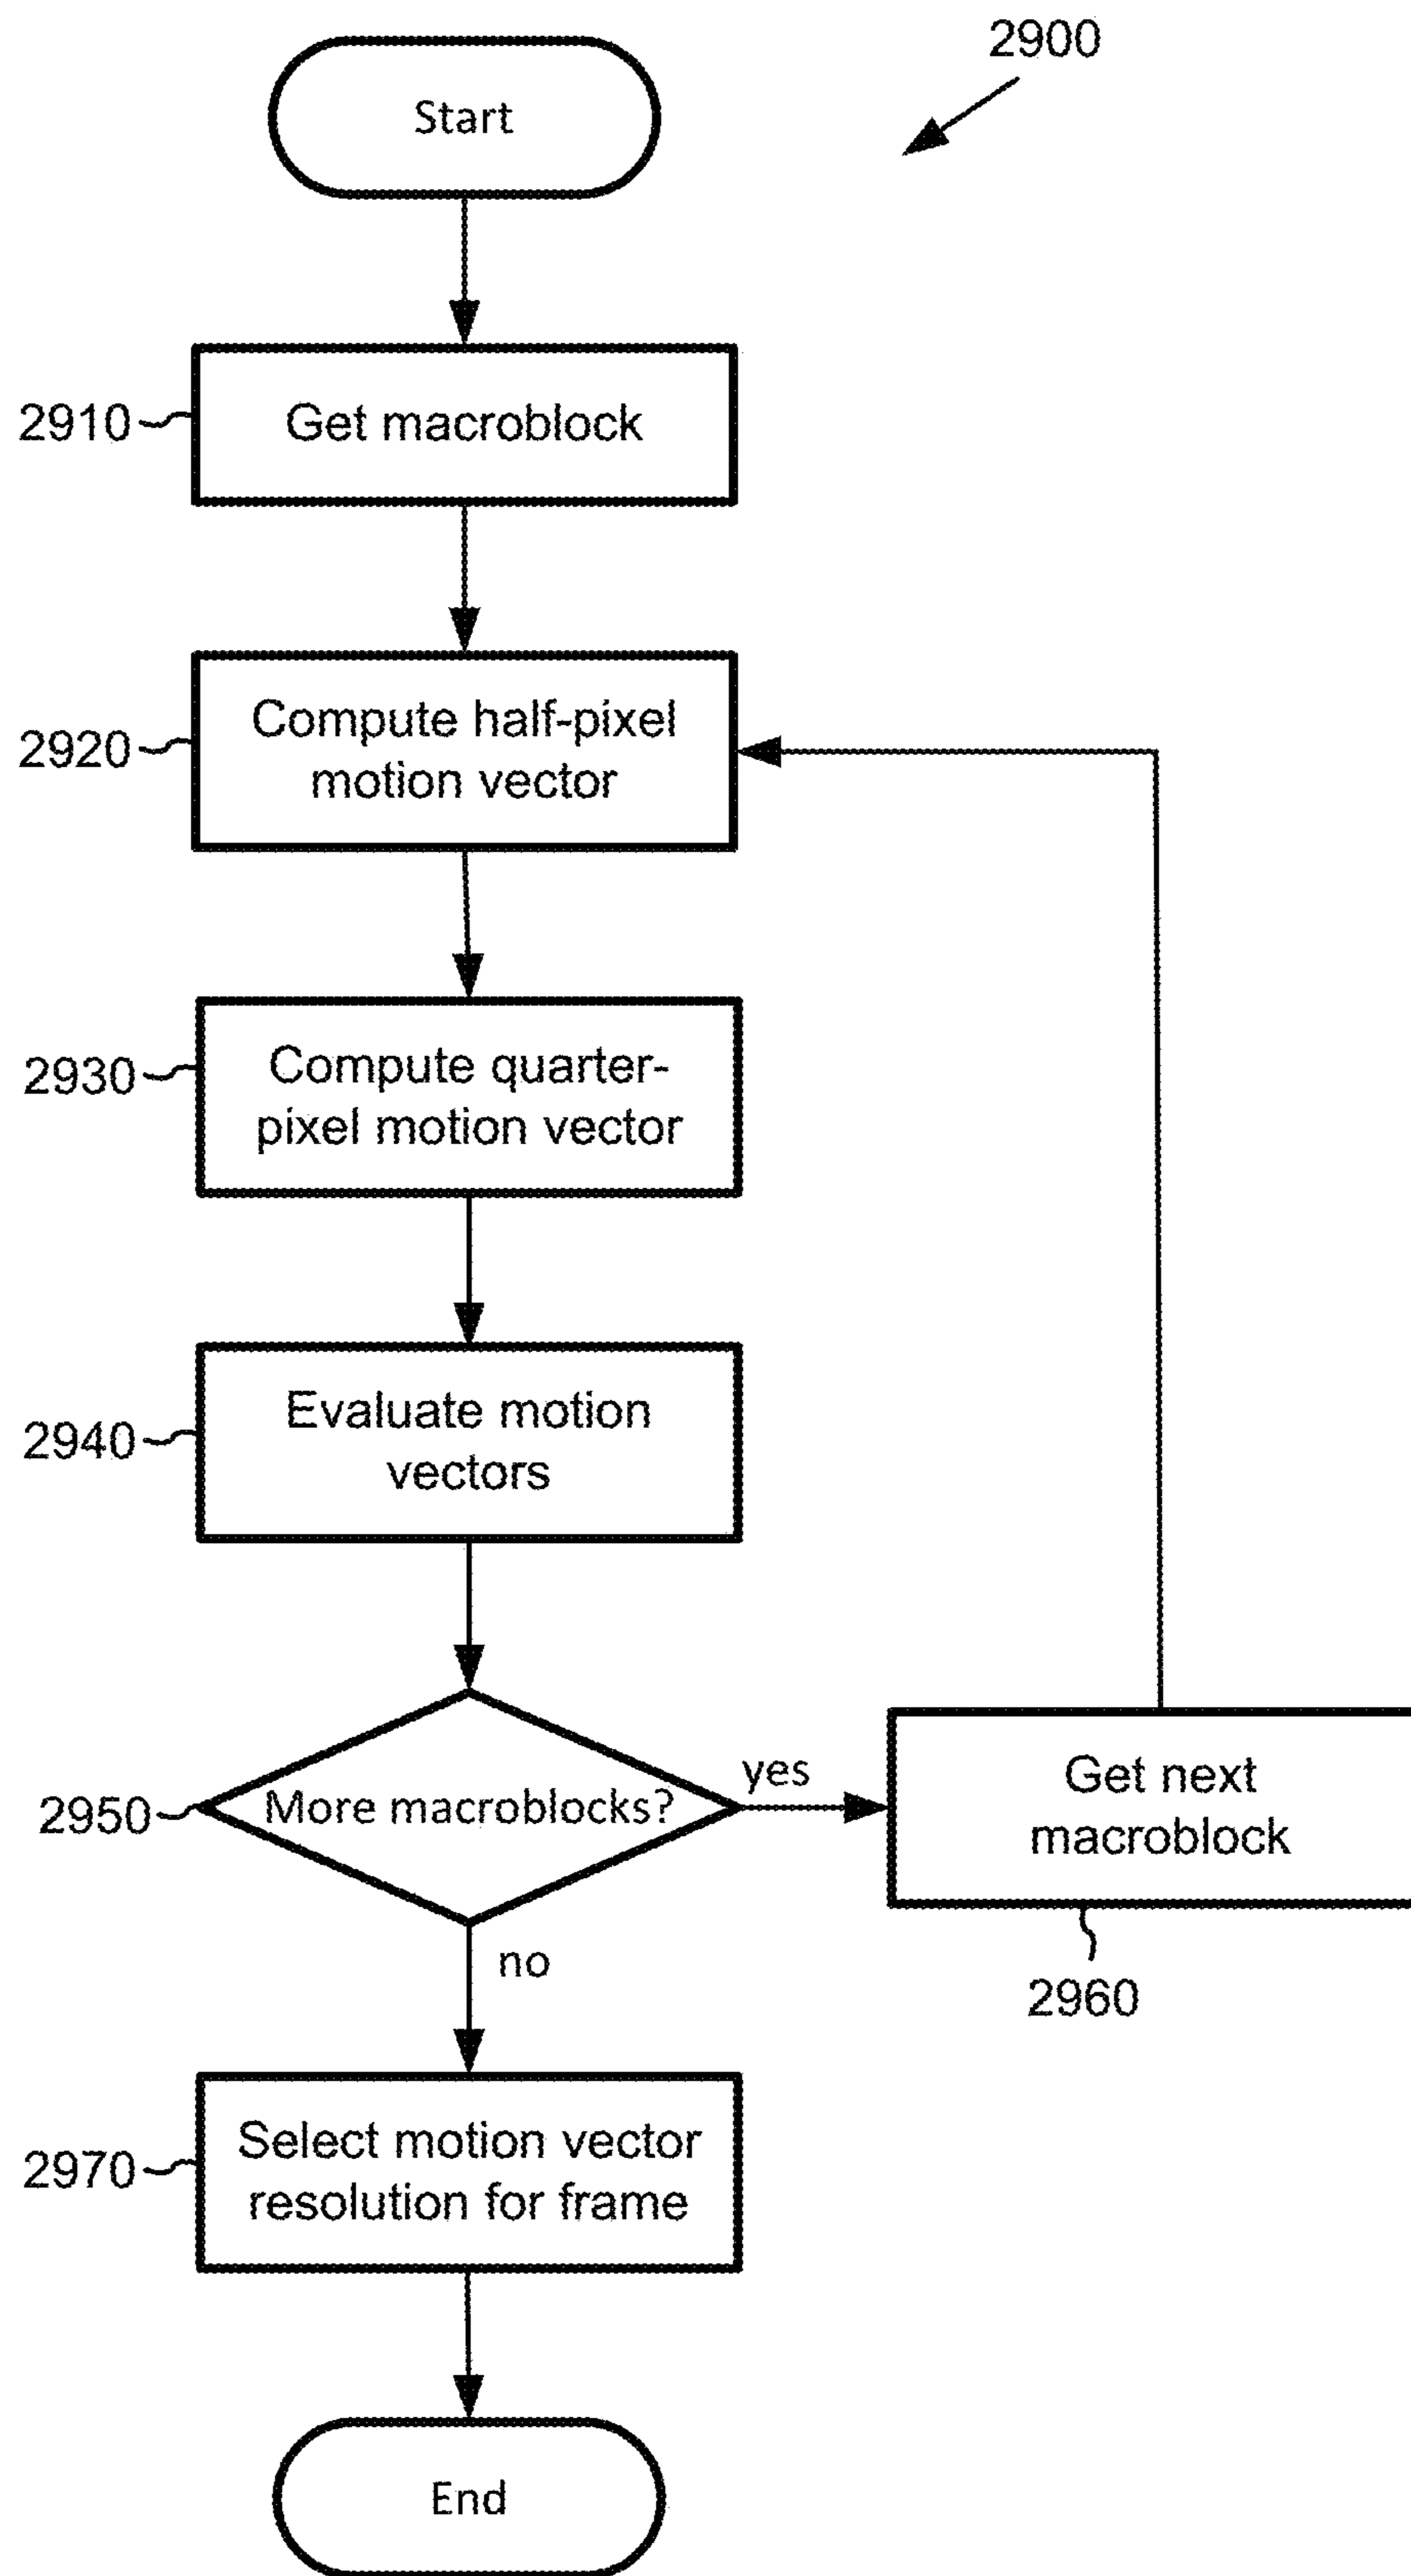 2900
Start
2910
Get macroblock
2920
Compute half-pixel
motion vector
2930
Compute quarter-
pixel motion vector
2940
Evaluate motion
vectors
2950
More macroblocks?
yes
Get next
macroblock
2960
no
2970
Select motion vector
resolution for frame
End